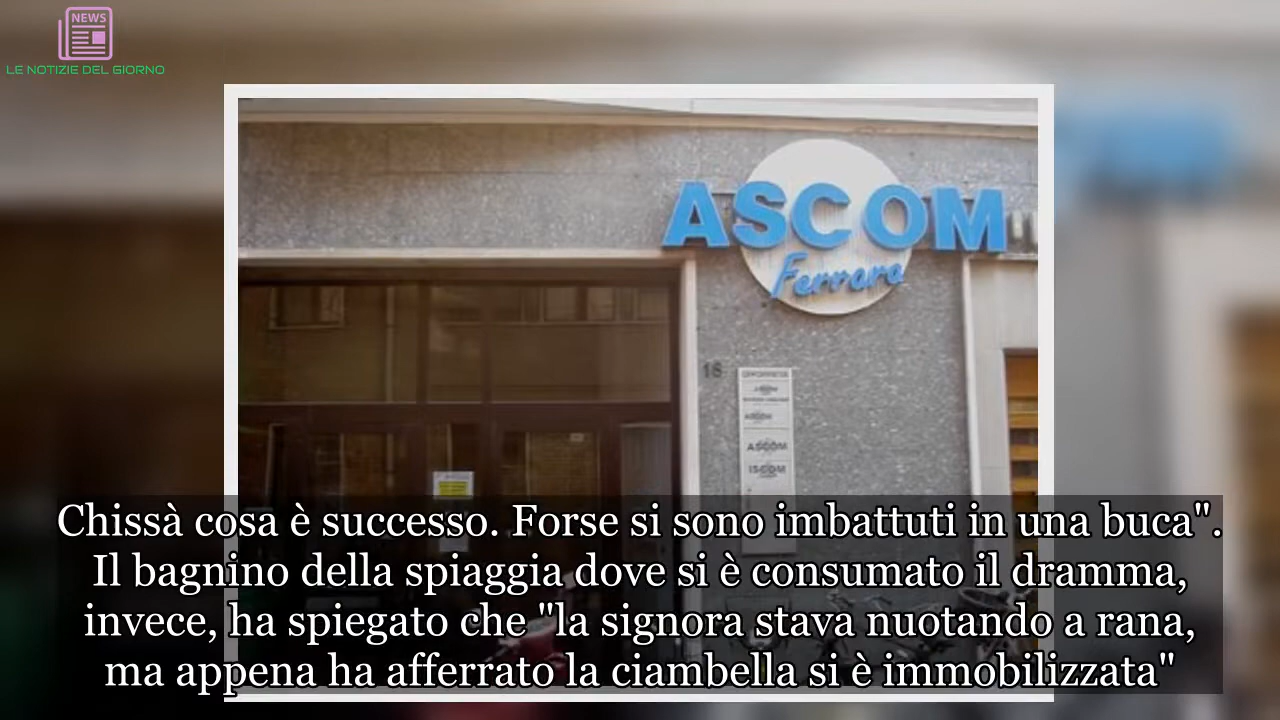 NEWS
LE NOTIZIE DEL GIORNO
ASCOM
Ferrara
16
ASCOM
ASCOM
ISCOM
Chissà cosa è successo. Forse si sono imbattuti in una buca".
Il bagnino della spiaggia dove si è consumato il dramma,
invece, ha spiegato che "la signora stava nuotando a rana,
ma appena ha afferrato la ciambella si è immobilizzata"